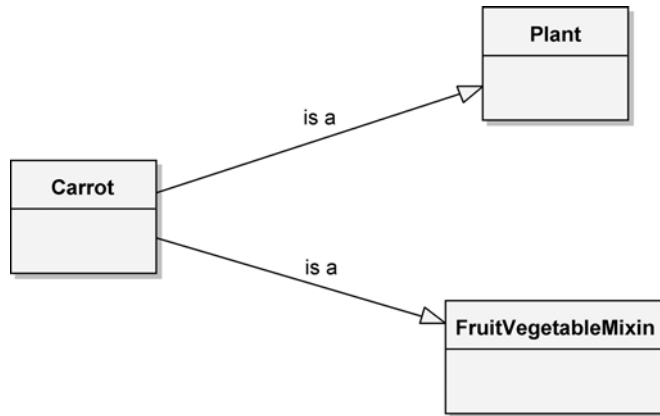 Plant
is a
Carrot
is a
FruitVegetableMixin